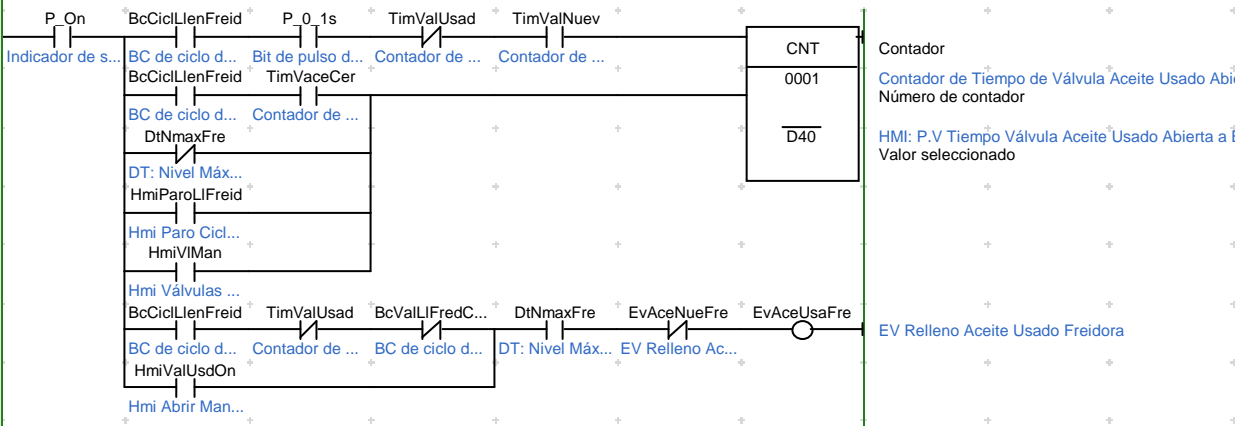 P_On BcCiclLlenFreid P_0_1s TimValUsad TimValNuev
CNT Contador
Indicador de s... BC de ciclo d... Bit de pulso d... Contador de ... Contador de ...
BcCiclLlenFreid TimVaceCer
0001 Contador de Tiempo de Válvula Aceite Usado
Número de contador
BC de ciclo d... Contador de ...
DtNmaxFre
D40 HMI: P.V Tiempo Válvula Aceite Usado Abierta a
Valor seleccionado
DT: Nivel Máx...
HmiParoLlFreid
Hmi Paro Cicl...
HmiVlMan
Hmi Válvulas ...
BcCiclLlenFreid TimValUsad BcValLlFredC... DtNmaxFre EvAceNueFre EvAceUsaFre
EV Relleno Aceite Usado Freidora
BC de ciclo d... Contador de ... BC de ciclo d... DT: Nivel Máx... EV Relleno Ac...
HmiValUsdOn
Hmi Abrir Man...